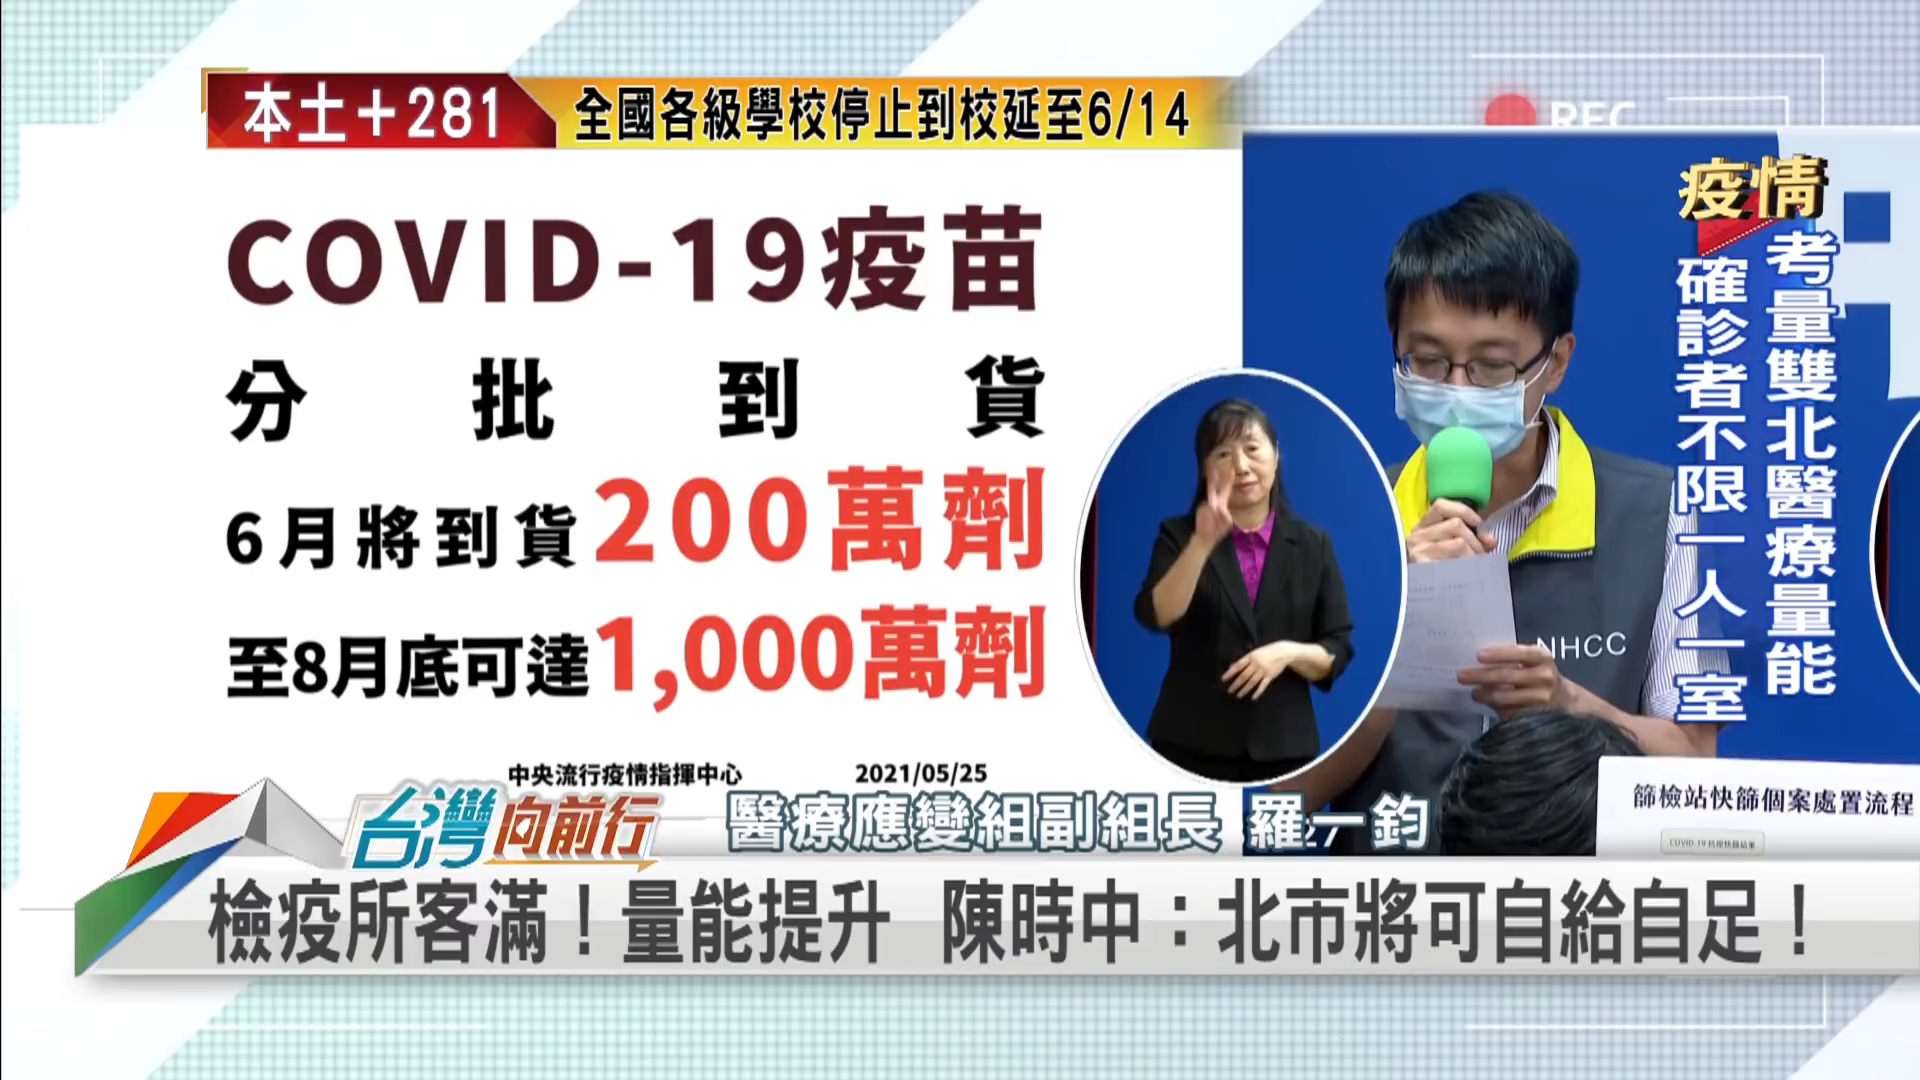 本土＋281
全國各級學校停止到校延至6/14
REC
疫情
考量雙北醫療量能
確診者不限一人一室
COVID-19疫苗
分批到貨
6月將到貨200萬劑
至8月底可達1,000萬劑
中央流行疫情指揮中心
2021/05/25
NHCC
篩檢站快篩個案處置流程
台灣向前行
醫療應變組副組長 羅一鈞
檢疫所客滿！量能提升 陳時中：北市將可自給自足！